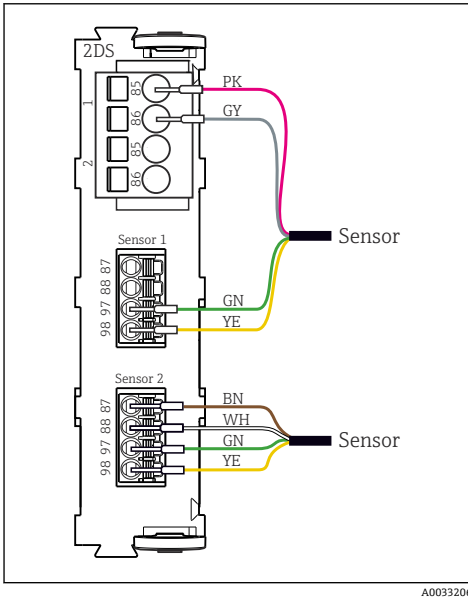 2DS
1
85
86
2
85
86
PK
GY
Sensor
Sensor 1
87
88
97
98
GN
YE
Sensor 2
87
88
97
98
BN
WH
GN
YE
Sensor
A0033206